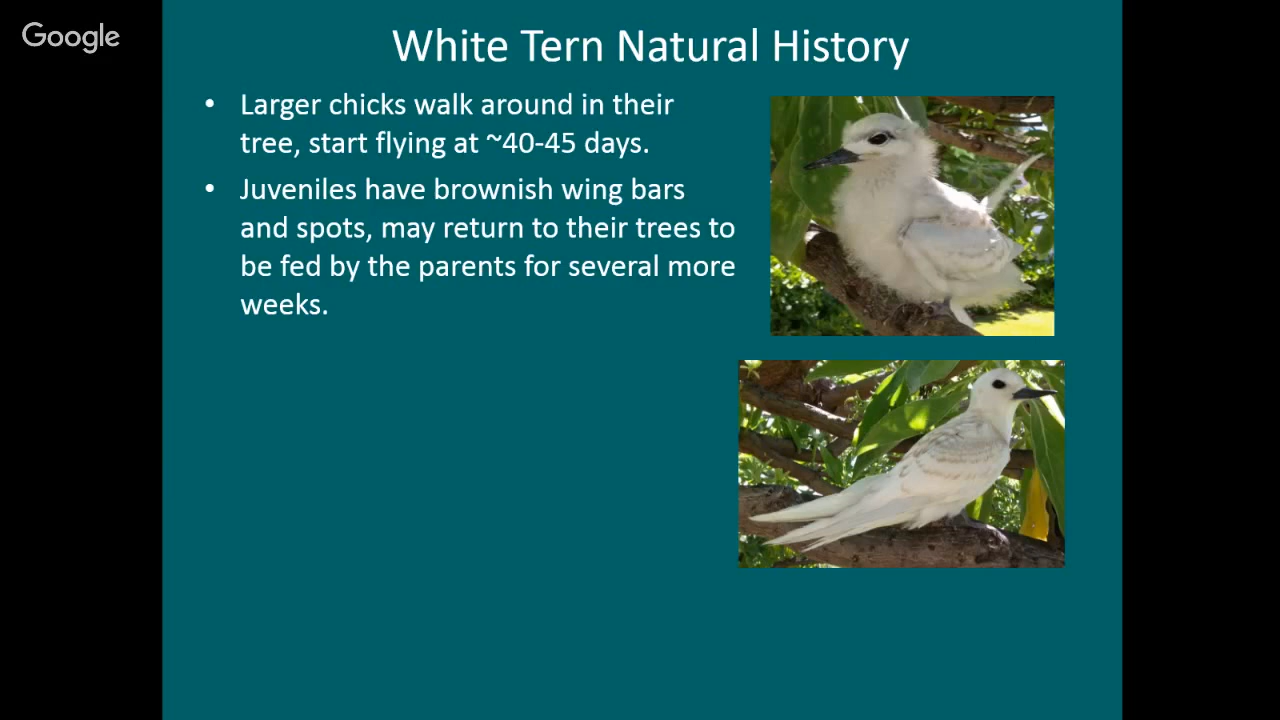 Google
White Tern Natural History
• Larger chicks walk around in their
tree, start flying at ~40-45 days.
• Juveniles have brownish wing bars
and spots, may return to their trees to
be fed by the parents for several more
weeks.